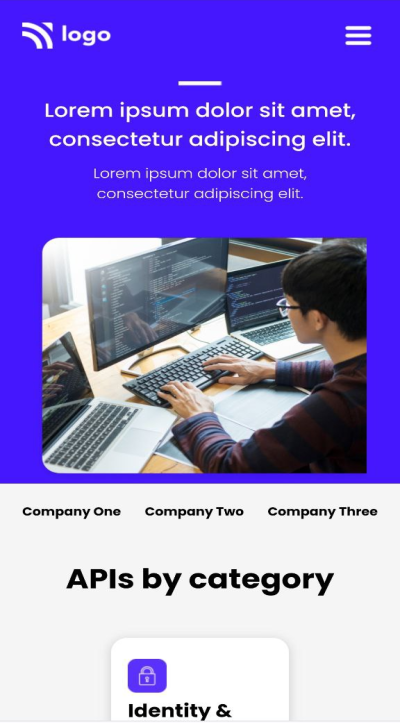 logo
Lorem ipsum dolor sit amet,
consectetur adipiscing elit.
Lorem ipsum dolor sit amet,
consectetur adipiscing elit.
Company One Company Two Company Three
APIs by category
Identity &